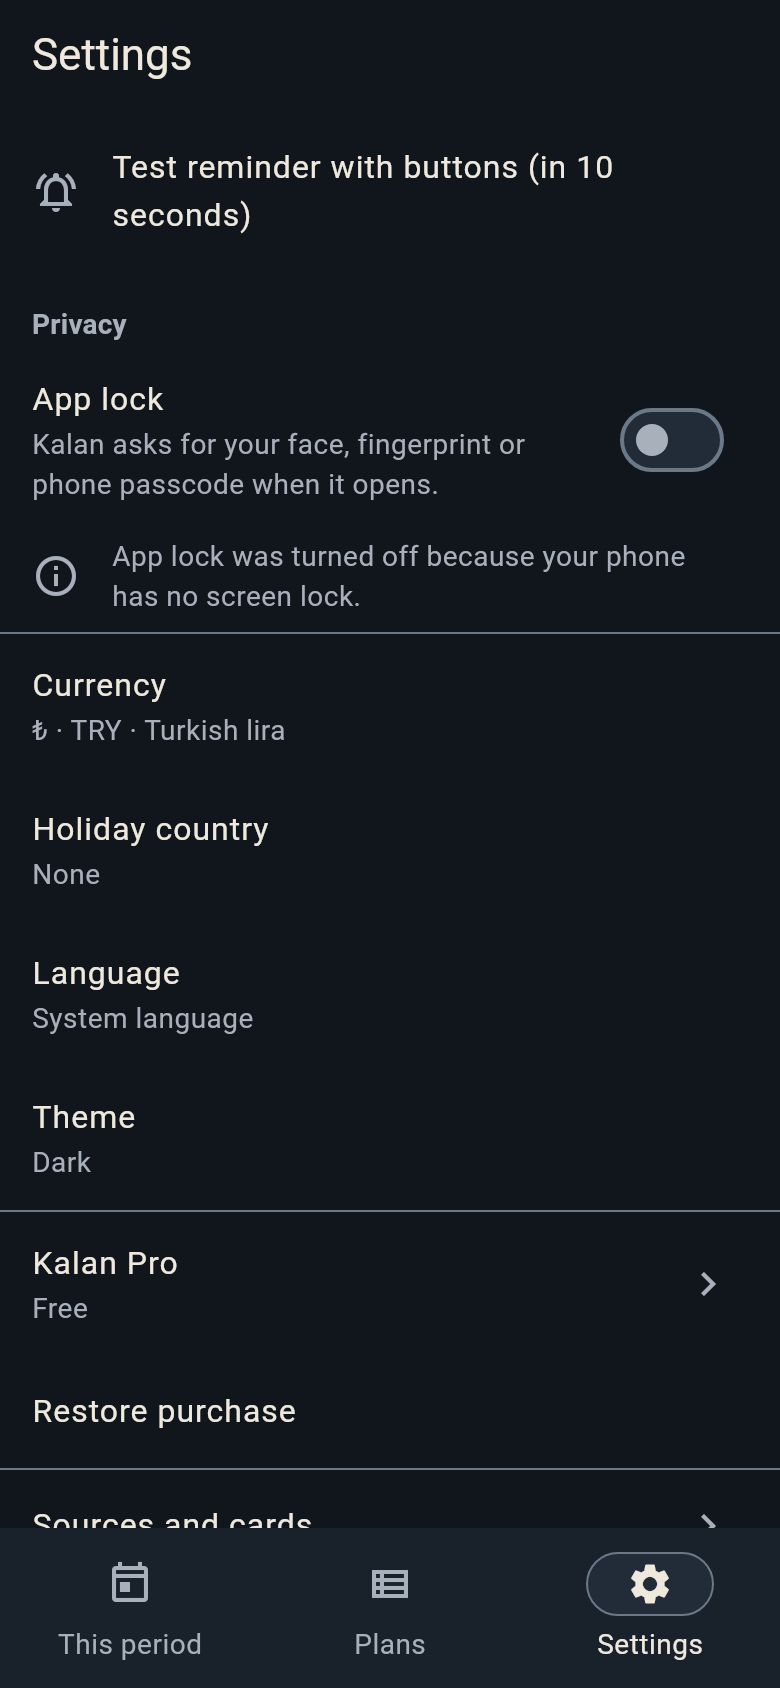 Settings
Test reminder with buttons (in 10
seconds)
Privacy
App lock
Kalan asks for your face, fingerprint or
phone passcode when it opens.
App lock was turned off because your phone
has no screen lock.
Currency
₺ · TRY · Turkish lira
Holiday country
None
Language
System language
Theme
Dark
Kalan Pro
Free
Restore purchase
Sources and cards
This period
Plans
Settings